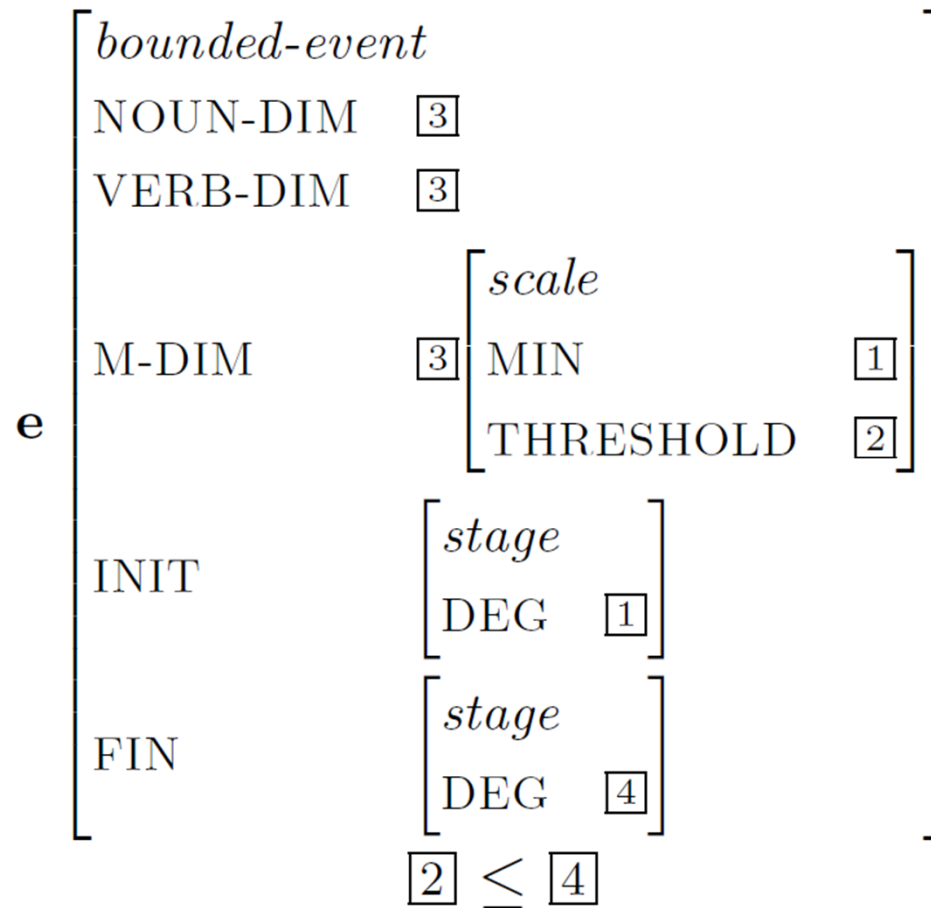 bounded-event
NOUN-DIM 3
VERB-DIM 3
scale
M-DIM 3 MIN 1
THRESHOLD 2
e
stage
INIT
DEG 1
stage
FIN
DEG 4
2 ≤ 4